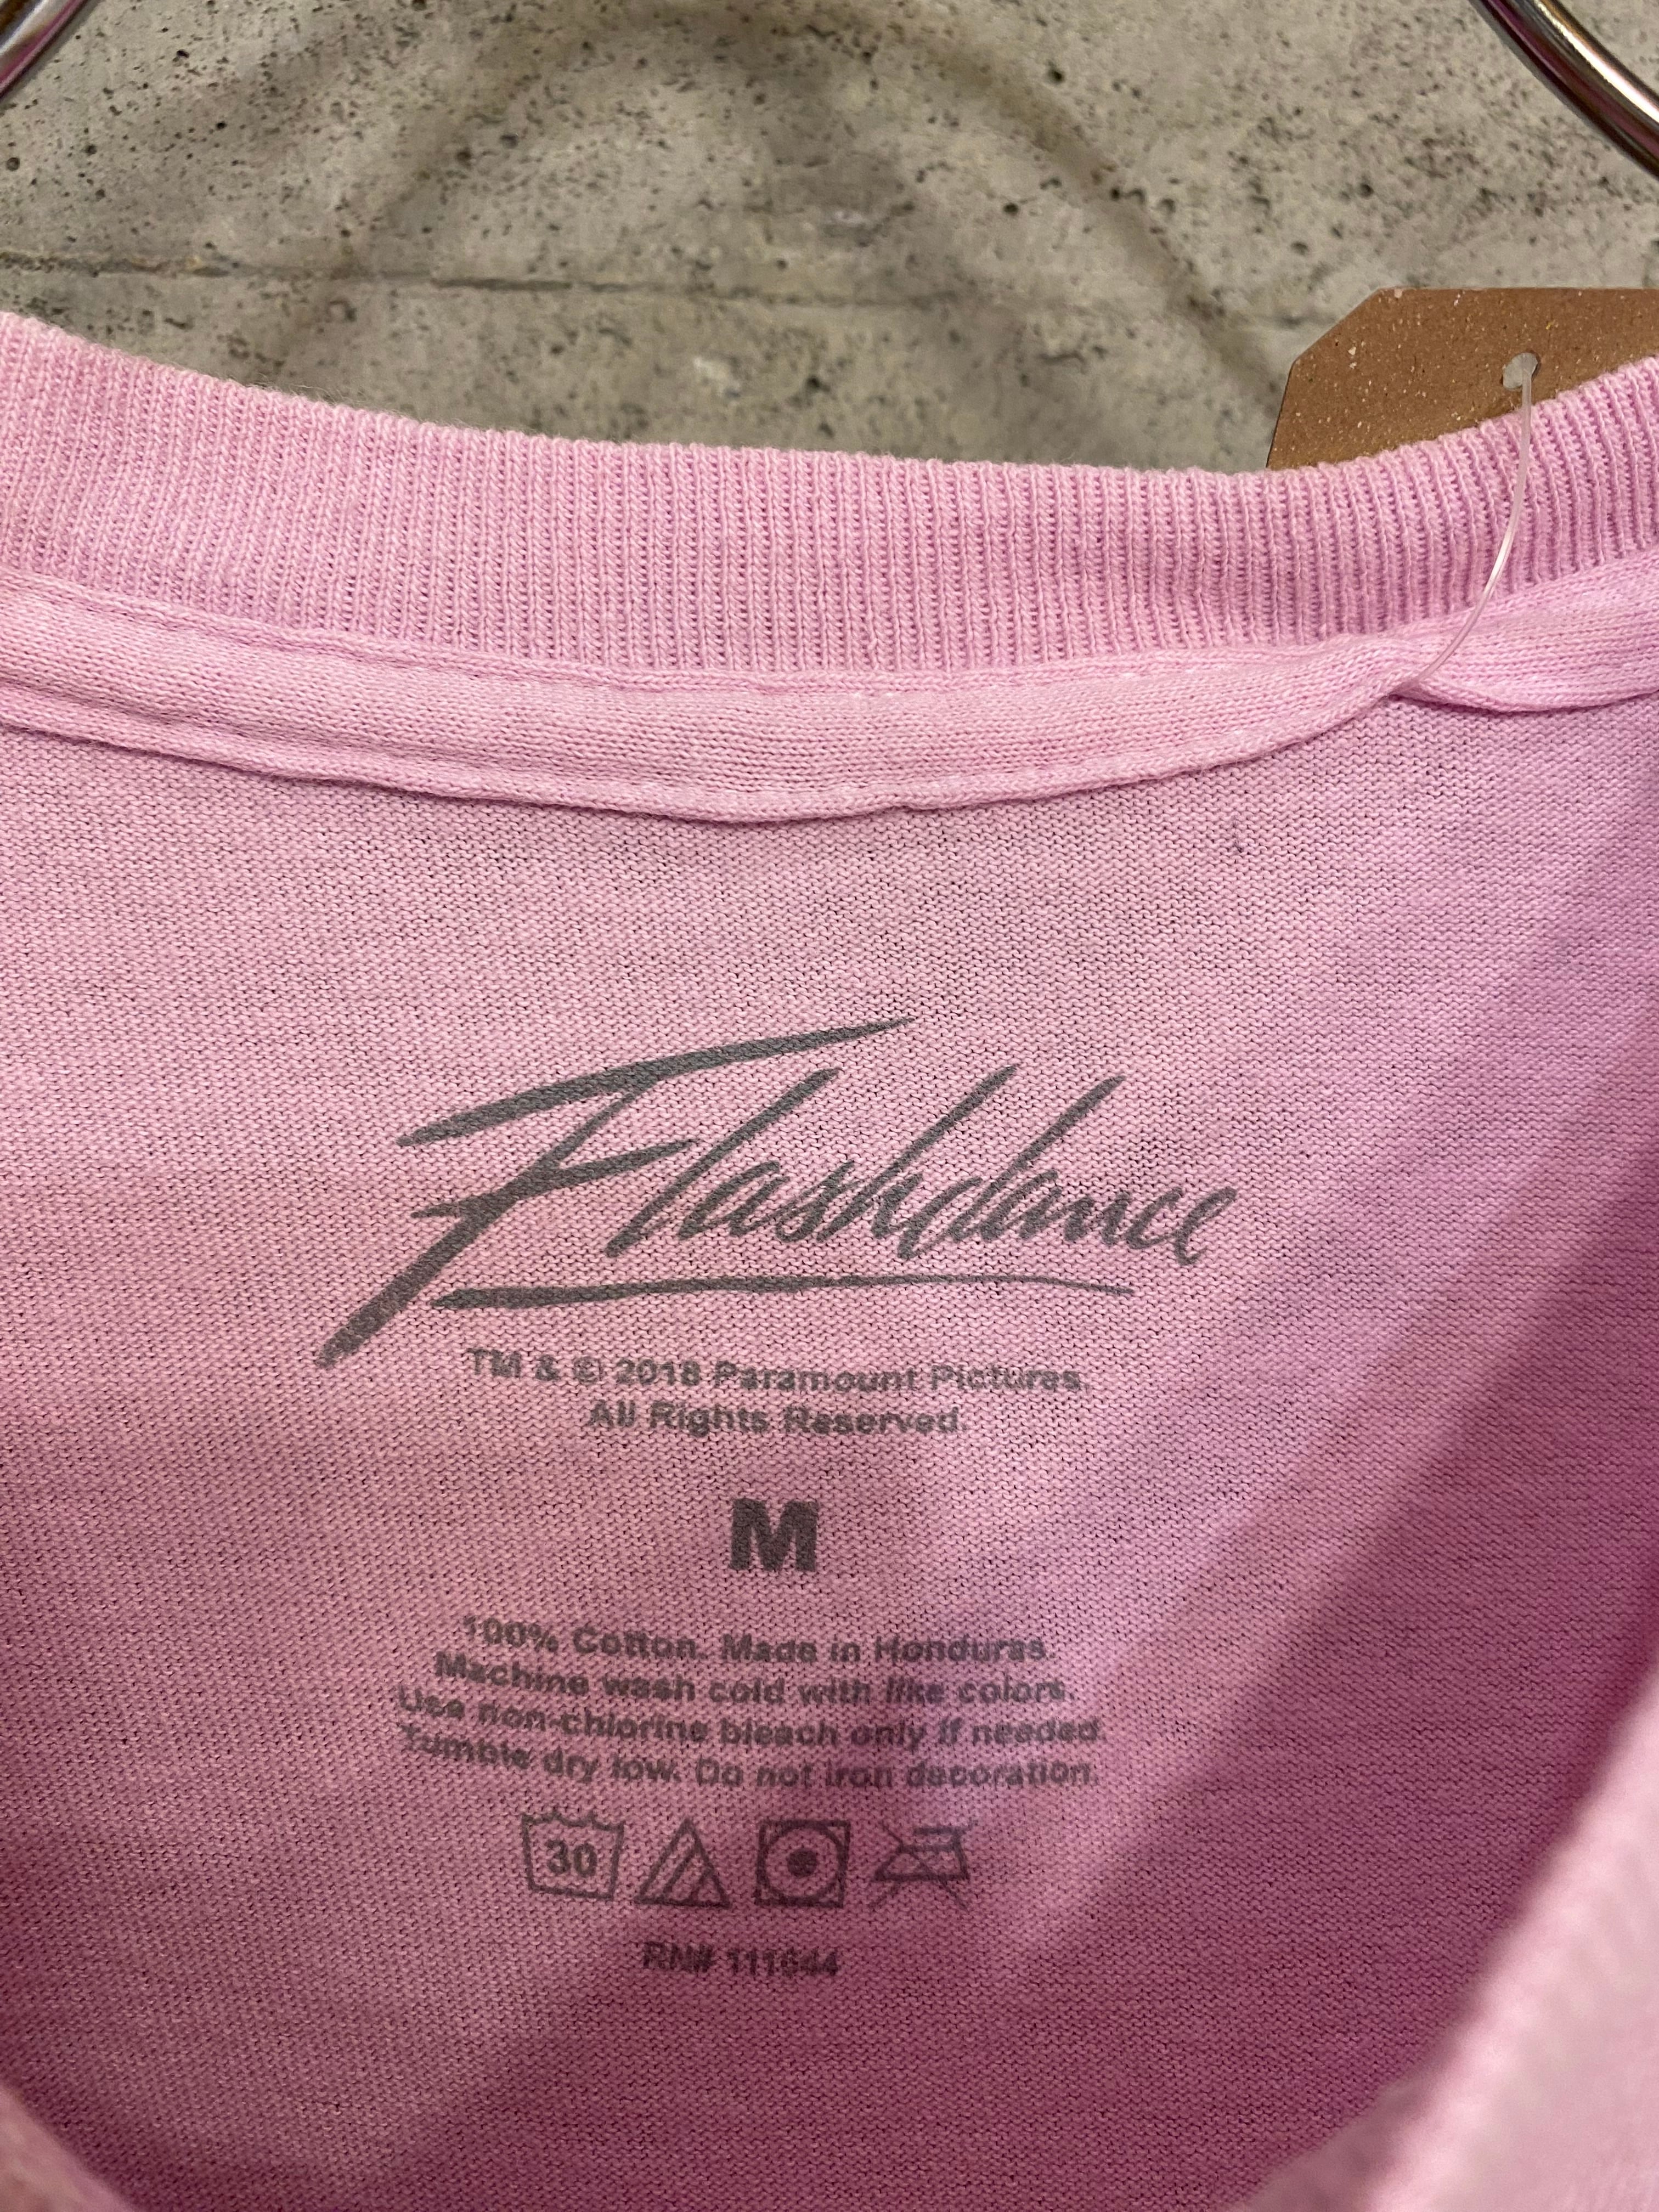 Flashdance
TM & © 2018 Paramount Pictures.
All Rights Reserved.
M
100% Cotton. Made in Honduras.
Machine wash cold with like colors.
Use non-chlorine bleach only if needed.
Tumble dry low. Do not iron decoration.
30
RN# 111644